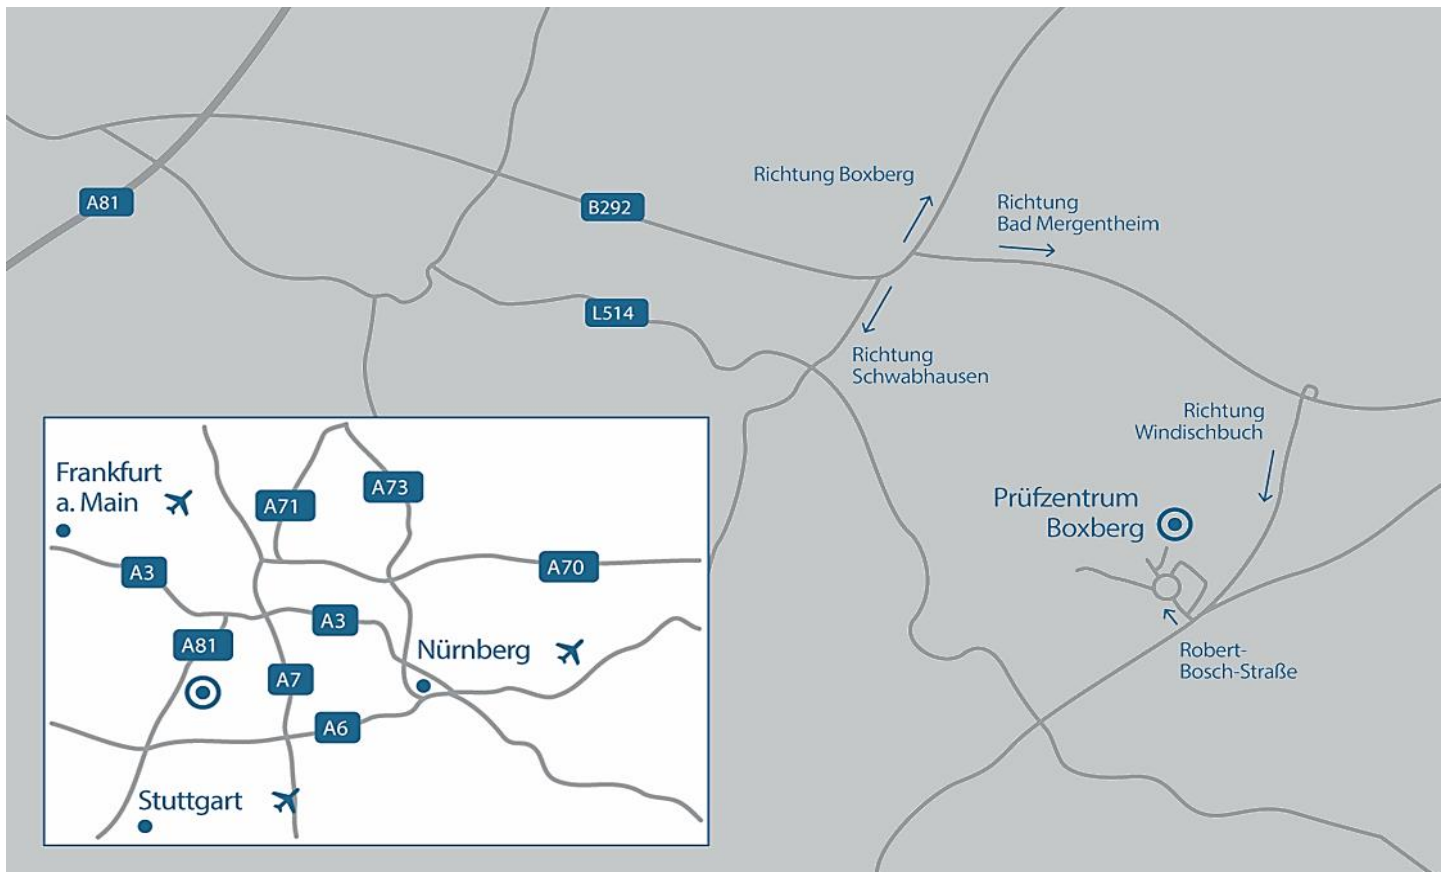 Richtung Boxberg
A81
B292
Richtung
Bad Mergentheim
L514
Richtung
Schwabhausen
Richtung
Windischbuch
Prüfzentrum
Boxberg
Robert-
Bosch-Straße
Frankfurt
a. Main
A71
A73
A3
A70
A3
A81
Nürnberg
A7
A6
Stuttgart